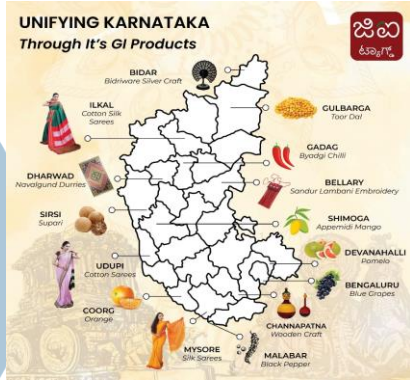 UNIFYING KARNATAKA
Through It's GI Products
ಜಿಐ
ಟ್ಯಾಗ್ಸ್
BIDAR
Bidriware Silver Craft
ILKAL
Cotton Silk
Sarees
GULBARGA
Toor Dal
GADAG
Byadgi Chilli
DHARWAD
Navalgund Durries
BELLARY
Sandur Lambani Embroidery
SIRSI
Supari
SHIMOGA
Appemidi Mango
DEVANAHALLI
Pomelo
UDUPI
Cotton Sarees
BENGALURU
Blue Grapes
COORG
Orange
CHANNAPATNA
Wooden Craft
MYSORE
Silk Sarees
MALABAR
Black Pepper